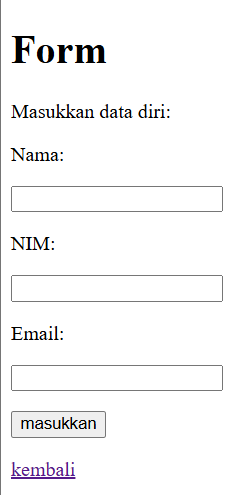 Form
Masukkan data diri:
Nama:
NIM:
Email:
masukkan
kembali